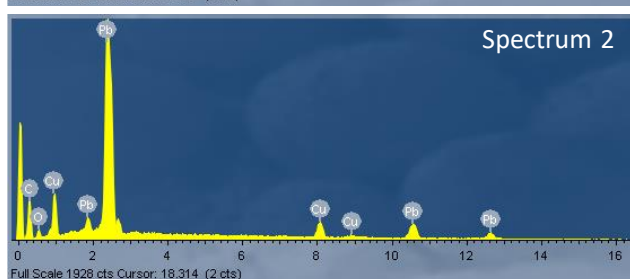 Spectrum 2
Pb
C
O
Cu
Pb
Cu
Cu
Pb
Pb
0 2 4 6 8 10 12 14 16
Full Scale 1928 cts Cursor: 18.314 (2 cts)